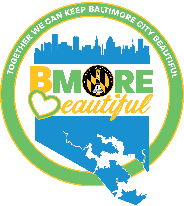 TOGETHER WE CAN KEEP BALTIMORE CITY BEAUTIFUL
BMORE
Beautiful